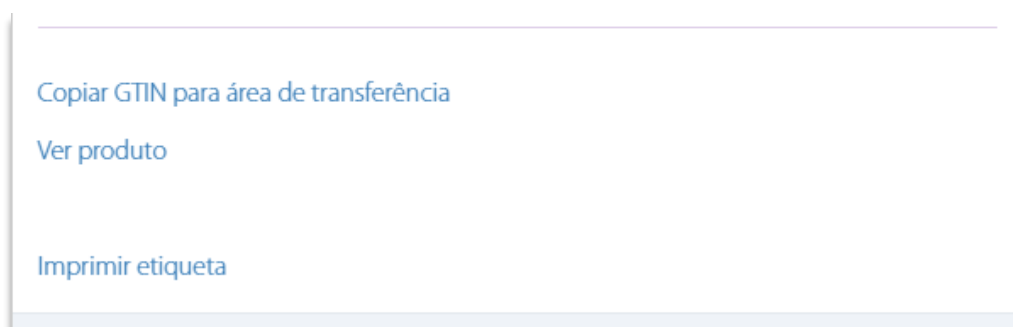 Copiar GTIN para área de transferência
Ver produto
Imprimir etiqueta